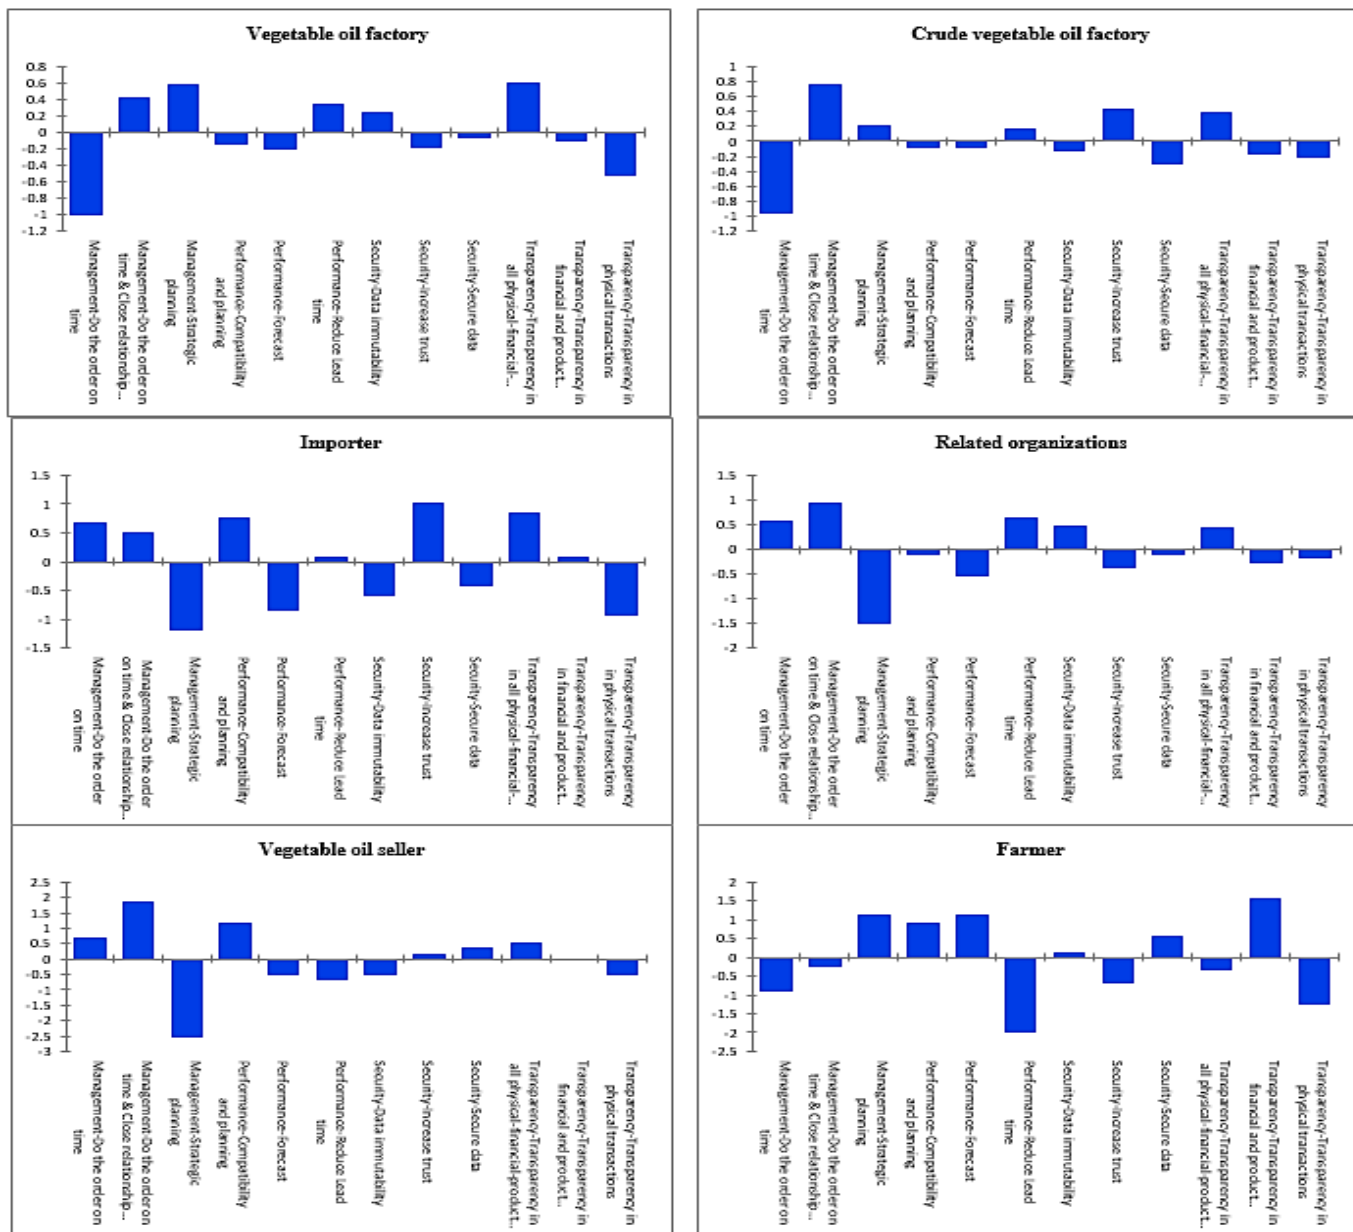 Vegetable oil factory
0.8
0.6
0.4
0.2
0
-0.2
-0.4
-0.6
-0.8
-1
-1.2
Management-Do the order on
time
Management-Do the order on
time & Close relationship...
Management-Strategic
planning
Performance-Compatibility
and planning
Performance-Forecast
Performance-Reduce Lead
time
Security-Data immutability
Security-Increase trust
Security-Secure data
Transparency-Transparency in
all physical-financial-...
Transparency-Transparency in
financial and product...
Transparency-Transparency in
physical transactions
Crude vegetable oil factory
1
0.8
0.6
0.4
0.2
0
-0.2
-0.4
-0.6
-0.8
-1
-1.2
Management-Do the order on
time
Management-Do the order on
time & Close relationship...
Management-Strategic
planning
Performance-Compatibility
and planning
Performance-Forecast
Performance-Reduce Lead
time
Security-Data immutability
Security-Increase trust
Security-Secure data
Transparency-Transparency in
all physical-financial-...
Transparency-Transparency in
financial and product...
Transparency-Transparency in
physical transactions
Importer
1.5
1
0.5
0
-0.5
-1
-1.5
Management-Do the order
on time
Management-Do the order
on time & Close relationship...
Management-Strategic
planning
Performance-Compatibility
and planning
Performance-Forecast
Performance-Reduce Lead
time
Security-Data immutability
Security-Increase trust
Security-Secure data
Transparency-Transparency
in all physical-financial-...
Transparency-Transparency
in financial and product...
Transparency-Transparency
in physical transactions
Related organizations
1.5
1
0.5
0
-0.5
-1
-1.5
-2
Management-Do the order
on time
Management-Do the order
on time & Close relationship...
Management-Strategic
planning
Performance-Compatibility
and planning
Performance-Forecast
Performance-Reduce Lead
time
Security-Data immutability
Security-Increase trust
Security-Secure data
Transparency-Transparency
in all physical-financial-...
Transparency-Transparency
in financial and product...
Transparency-Transparency
in physical transactions
Vegetable oil seller
2.5
2
1.5
1
0.5
0
-0.5
-1
-1.5
-2
-2.5
-3
Management-Do the order on
time
Management-Do the order on
time & Close relationship...
Management-Strategic
planning
Performance-Compatibility
and planning
Performance-Forecast
Performance-Reduce Lead
time
Security-Data immutability
Security-Increase trust
Security-Secure data
Transparency-Transparency in
all physical-financial-product...
Transparency-Transparency in
financial and product...
Transparency-Transparency in
physical transactions
Farmer
2
1.5
1
0.5
0
-0.5
-1
-1.5
-2
-2.5
Management-Do the order on
time
Management-Do the order on
time & Close relationship...
Management-Strategic
planning
Performance-Compatibility
and planning
Performance-Forecast
Performance-Reduce Lead
time
Security-Data immutability
Security-Increase trust
Security-Secure data
Transparency-Transparency in
all physical-financial-...
Transparency-Transparency in
financial and product...
Transparency-Transparency in
physical transactions